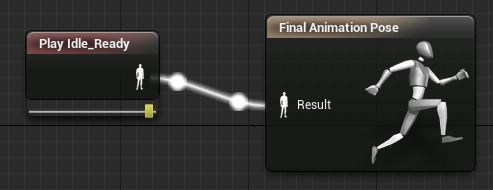 Play Idle_Ready
Final Animation Pose
Result